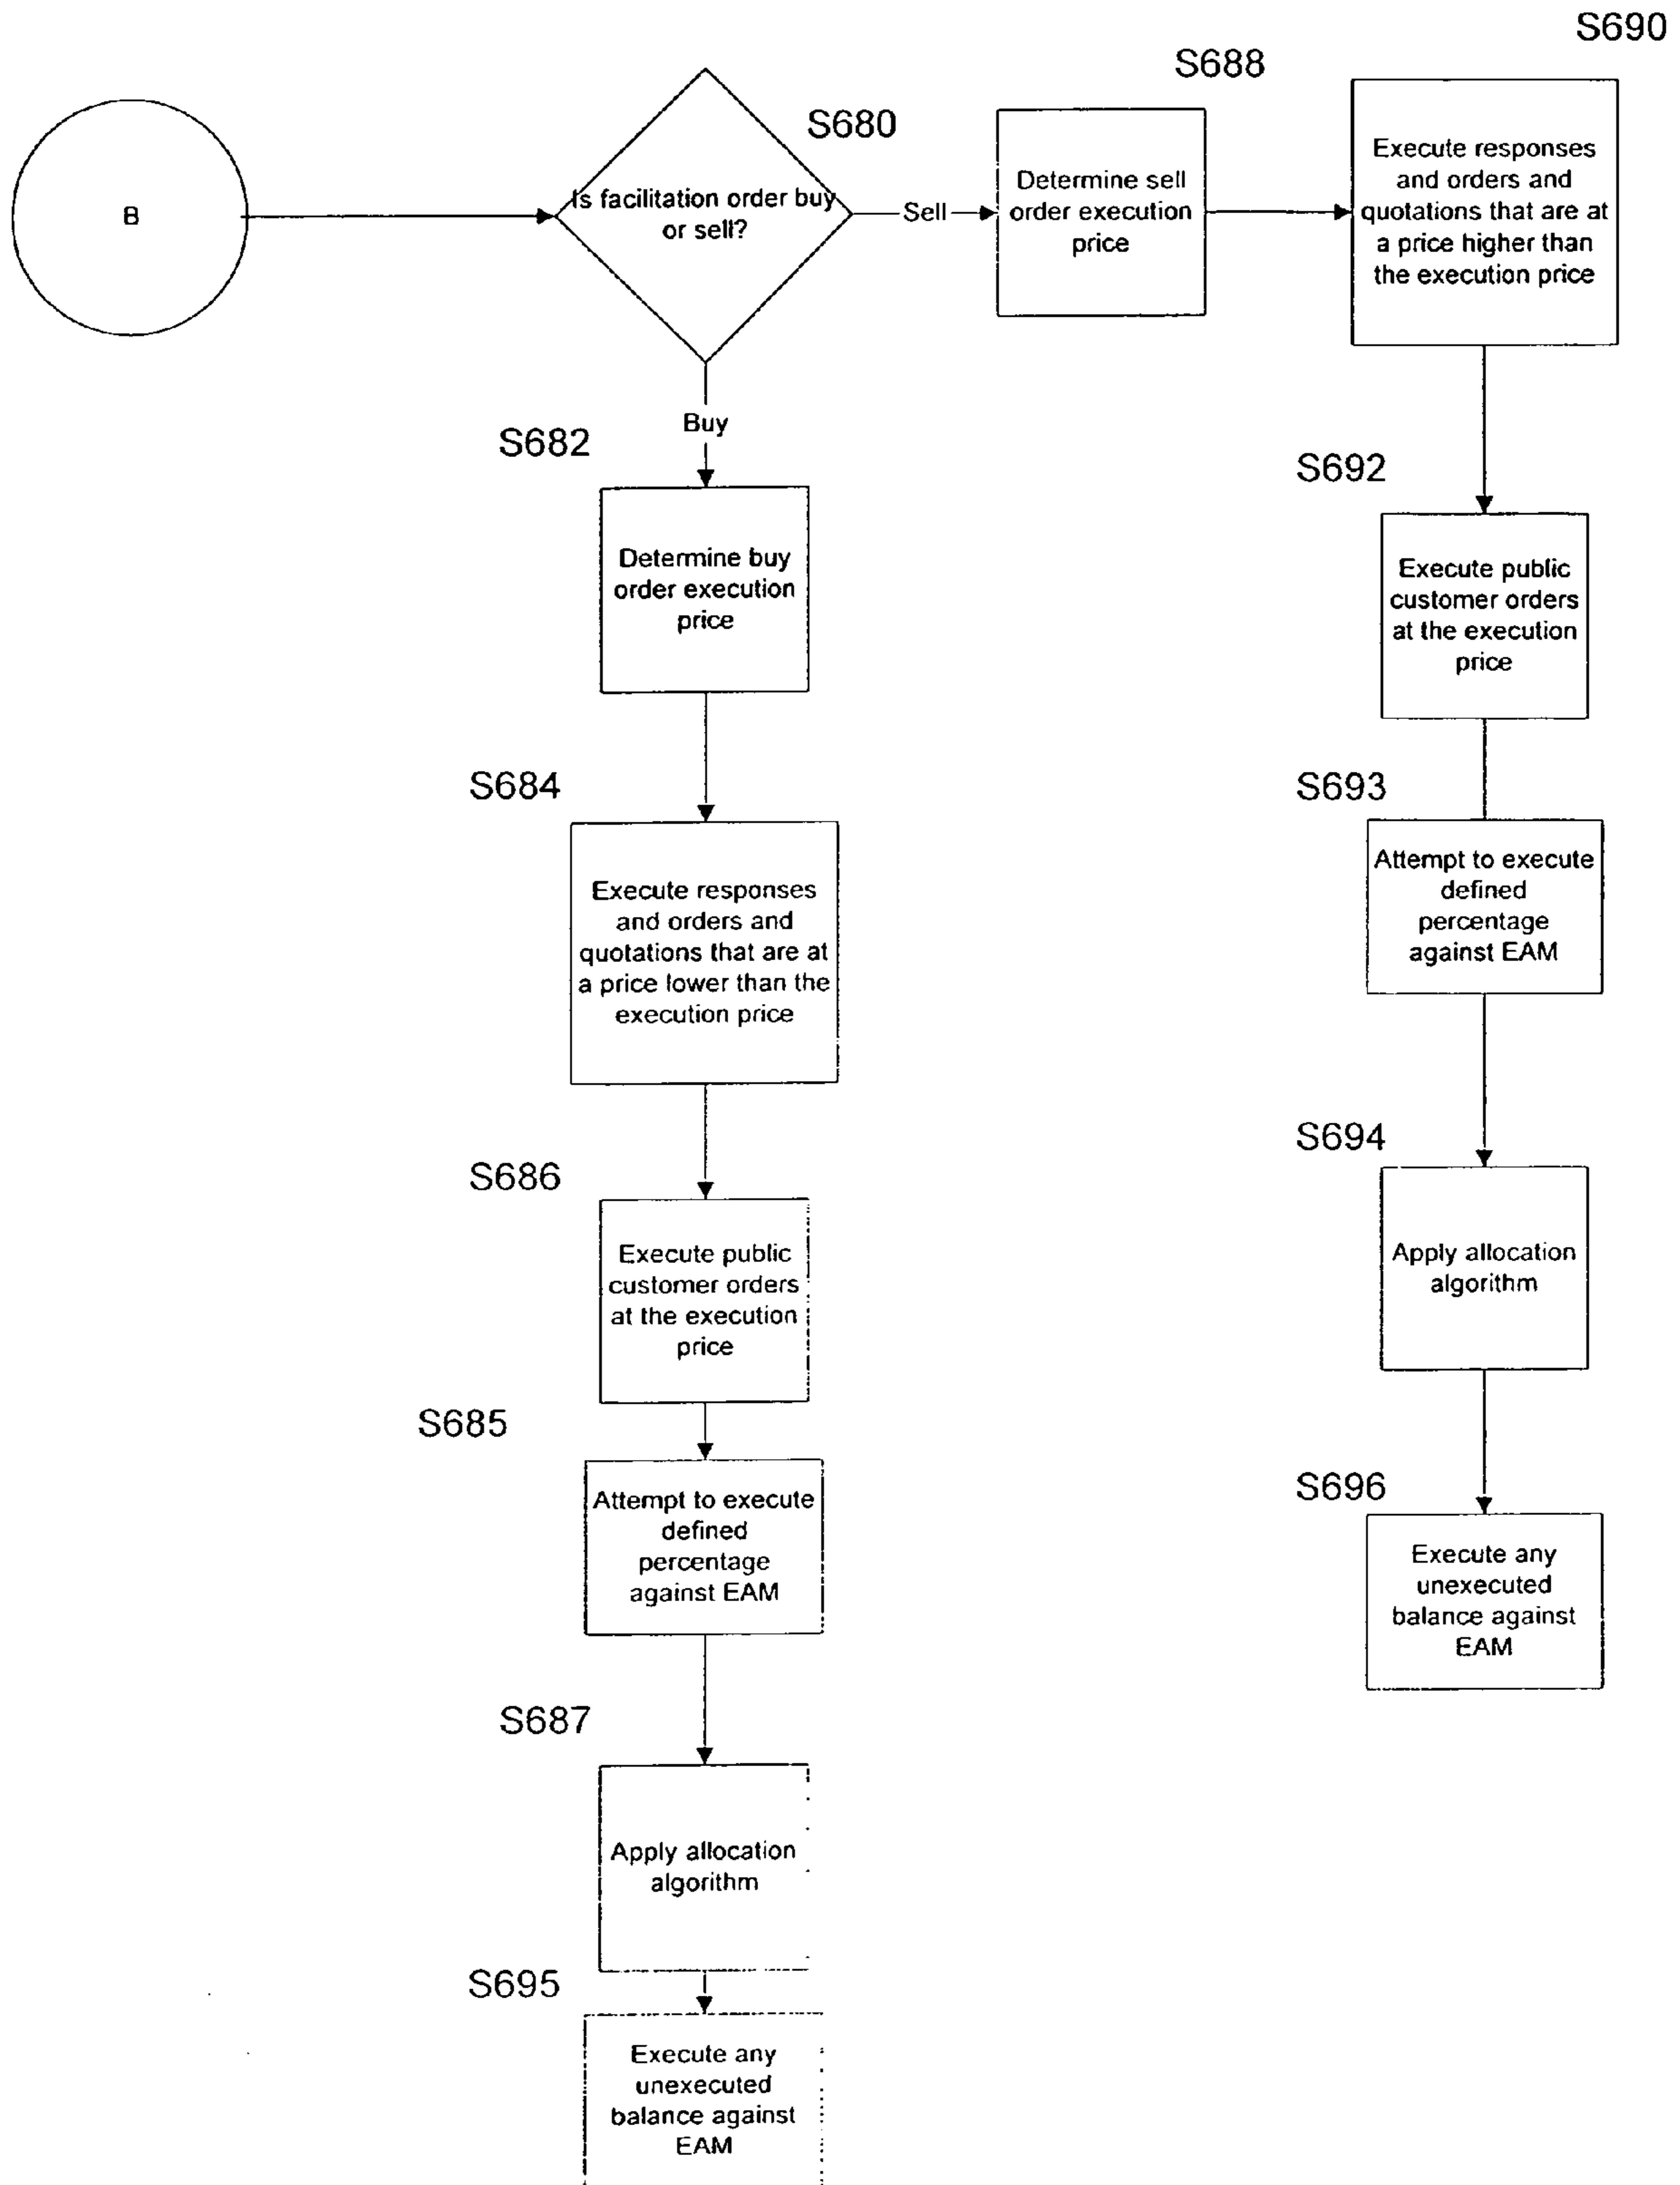 S690
S688
S680
B
Is facilitation order buy
or sell?
Sell
Determine sell
order execution
price
Execute responses
and orders and
quotations that are at
a price higher than
the execution price
Buy
S682
Determine buy
order execution
price
S692
Execute public
customer orders
at the execution
price
S684
Execute responses
and orders and
quotations that are at
a price lower than the
execution price
S693
Attempt to execute
defined
percentage
against EAM
S686
Execute public
customer orders
at the execution
price
S694
Apply allocation
algorithm
S685
Attempt to execute
defined
percentage
against EAM
S696
Execute any
unexecuted
balance against
EAM
S687
Apply allocation
algorithm
S695
Execute any
unexecuted
balance against
EAM